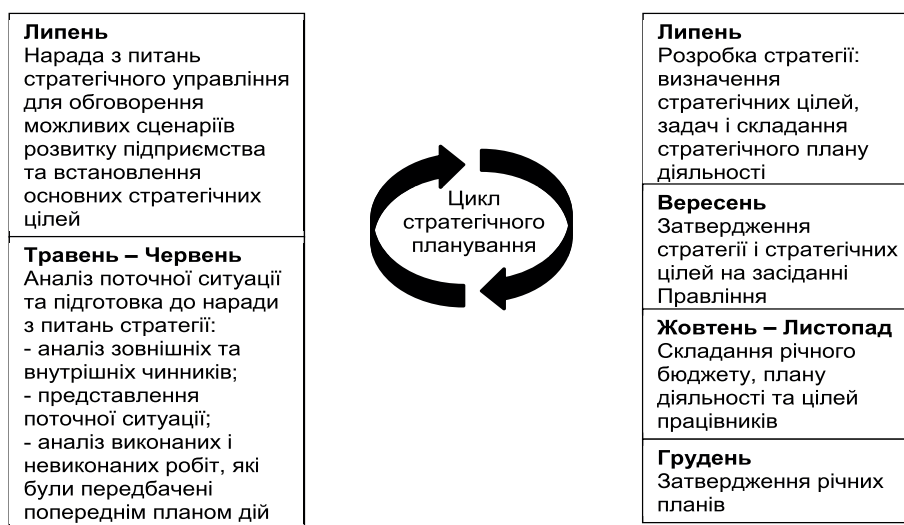 Липень
Нарада з питань
стратегічного управління
для обговорення
можливих сценаріїв
розвитку підприємства
та встановлення
основних стратегічних
цілей
Травень – Червень
Аналіз поточної ситуації
та підготовка до наради
з питань стратегії:
- аналіз зовнішніх та
внутрішніх чинників;
- представлення
поточної ситуації;
- аналіз виконаних і
невиконаних робіт, які
були передбачені
попереднім планом дій
Цикл
стратегічного
планування
Липень
Розробка стратегії:
визначення
стратегічних цілей,
задач і складання
стратегічного плану
діяльності
Вересень
Затвердження
стратегії і стратегічних
цілей на засіданні
Правління
Жовтень – Листопад
Складання річного
бюджету, плану
діяльності та цілей
працівників
Грудень
Затвердження річних
планів